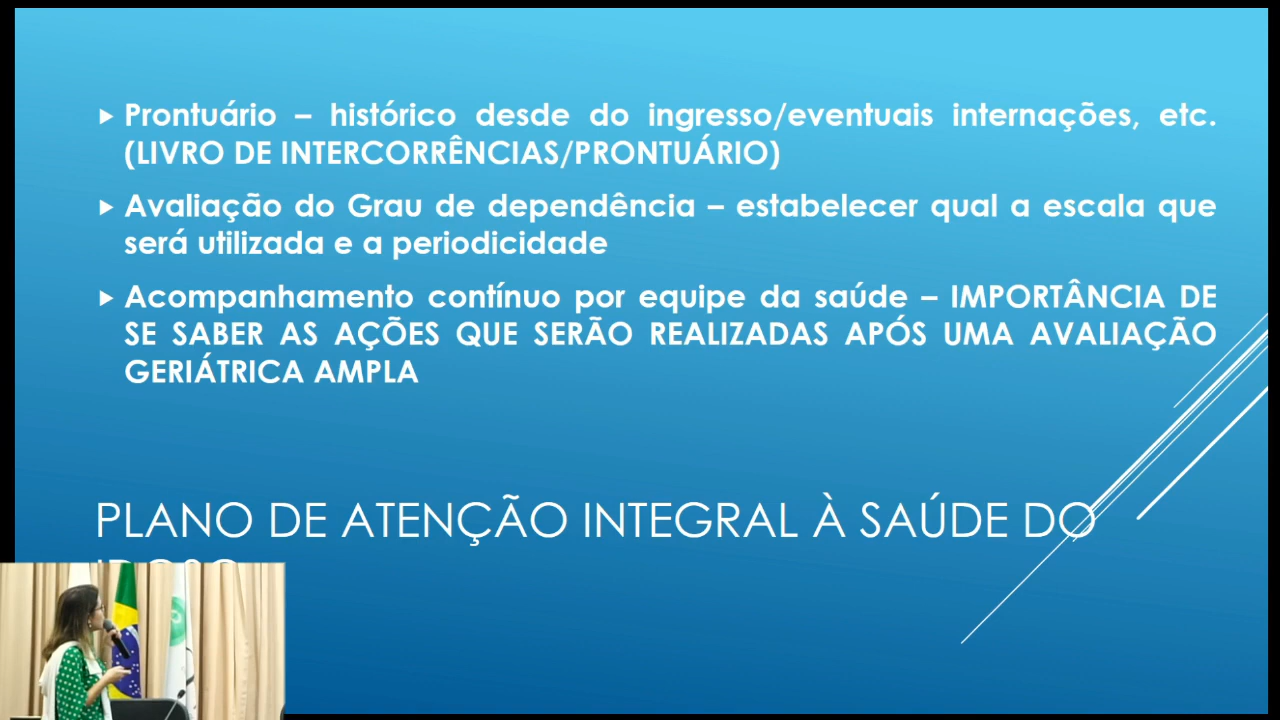 Prontuário – histórico desde do ingresso/eventuais internações, etc.
(LIVRO DE INTERCORRÊNCIAS/PRONTUÁRIO)
Avaliação do Grau de dependência – estabelecer qual a escala que
será utilizada e a periodicidade
Acompanhamento contínuo por equipe da saúde – IMPORTÂNCIA DE
SE SABER AS AÇÕES QUE SERÃO REALIZADAS APÓS UMA AVALIAÇÃO
GERIÁTRICA AMPLA
PLANO DE ATENÇÃO INTEGRAL À SAÚDE DO